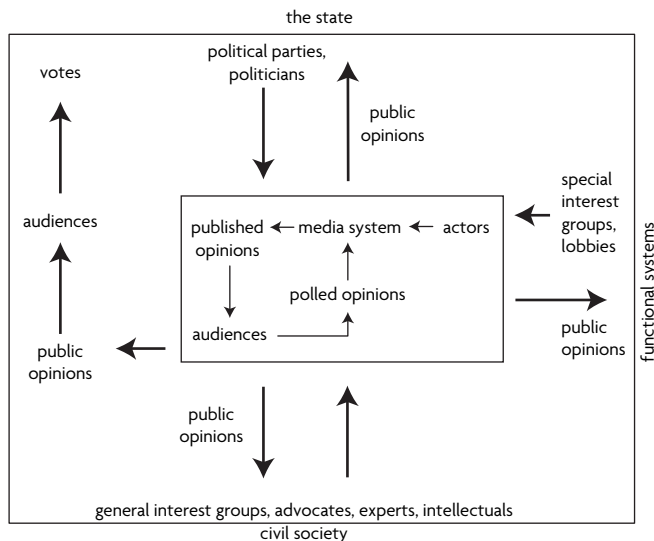 the state
political parties,
politicians
votes
public
opinions
special
interest
groups,
lobbies
audiences
published
opinions
media system
actors
polled opinions
audiences
functional systems
public
opinions
public
opinions
public
opinions
general interest groups, advocates, experts, intellectuals
civil society